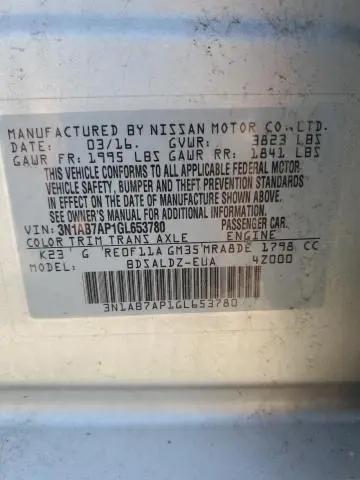 MANUFACTURED BY NISSAN MOTOR CO.,LTD.
DATE: 03/16. GVWR: 3823 LBS
GAWR FR: 1995 LBS GAWR RR: 1841 LBS
THIS VEHICLE CONFORMS TO ALL APPLICABLE FEDERAL MOTOR
VEHICLE SAFETY, BUMPER AND THEFT PREVENTION STANDARDS
IN EFFECT ON THE DATE OF MANUFACTURE SHOWN ABOVE.
SEE OWNER'S MANUAL AND INFORMATION SHEET.
VIN: 3N1AB7AP1GL653780 PASSENGER CAR
COLOR TRIM TRANS AXLE ENGINE
K23 G RE0F11A GM35 MRA8DE 1798 CC
MODEL: BDSALDZ-EUA 4Z000
3N1AB7AP1GL653780